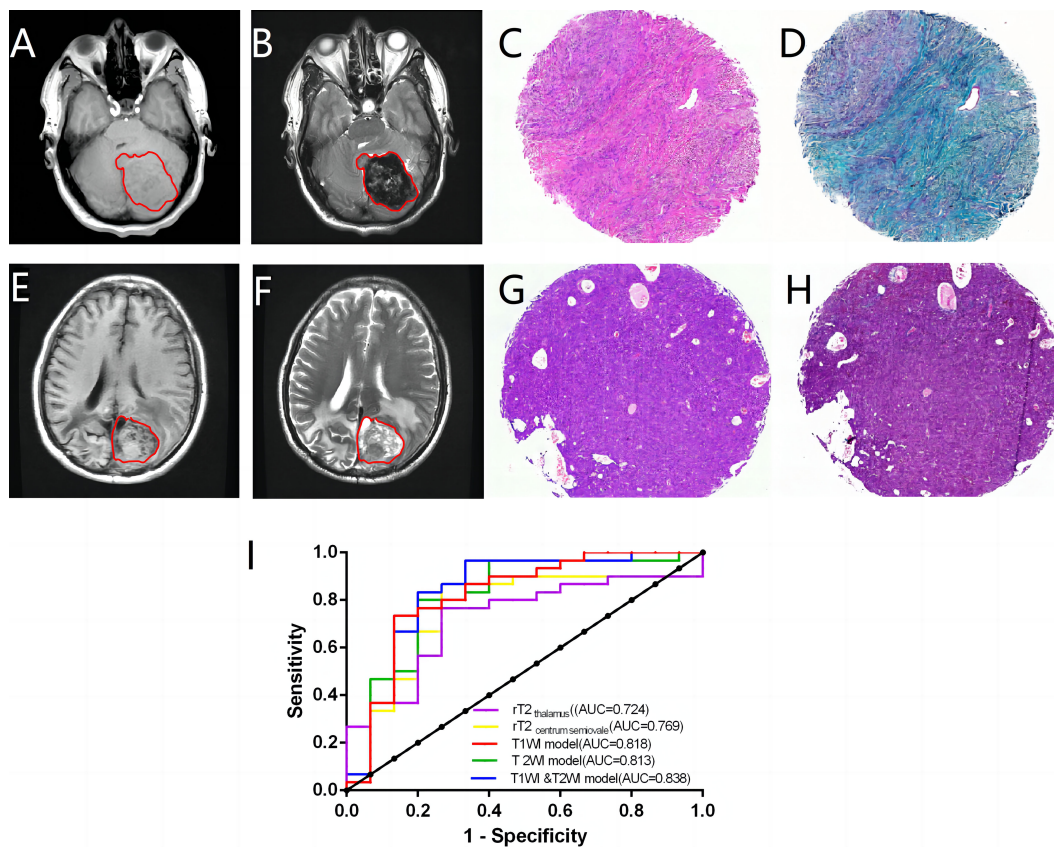 A
B
C
D
E
F
G
H
I
1.0
0.8
0.6
0.4
0.2
0.0
Sensitivity
rT2 thalamus((AUC=0.724)
rT2 centrum semiovale(AUC=0.769)
T1WI model(AUC=0.818)
T 2WI model(AUC=0.813)
T1WI &T2WI model(AUC=0.838)
0.0 0.2 0.4 0.6 0.8 1.0
1 - Specificity